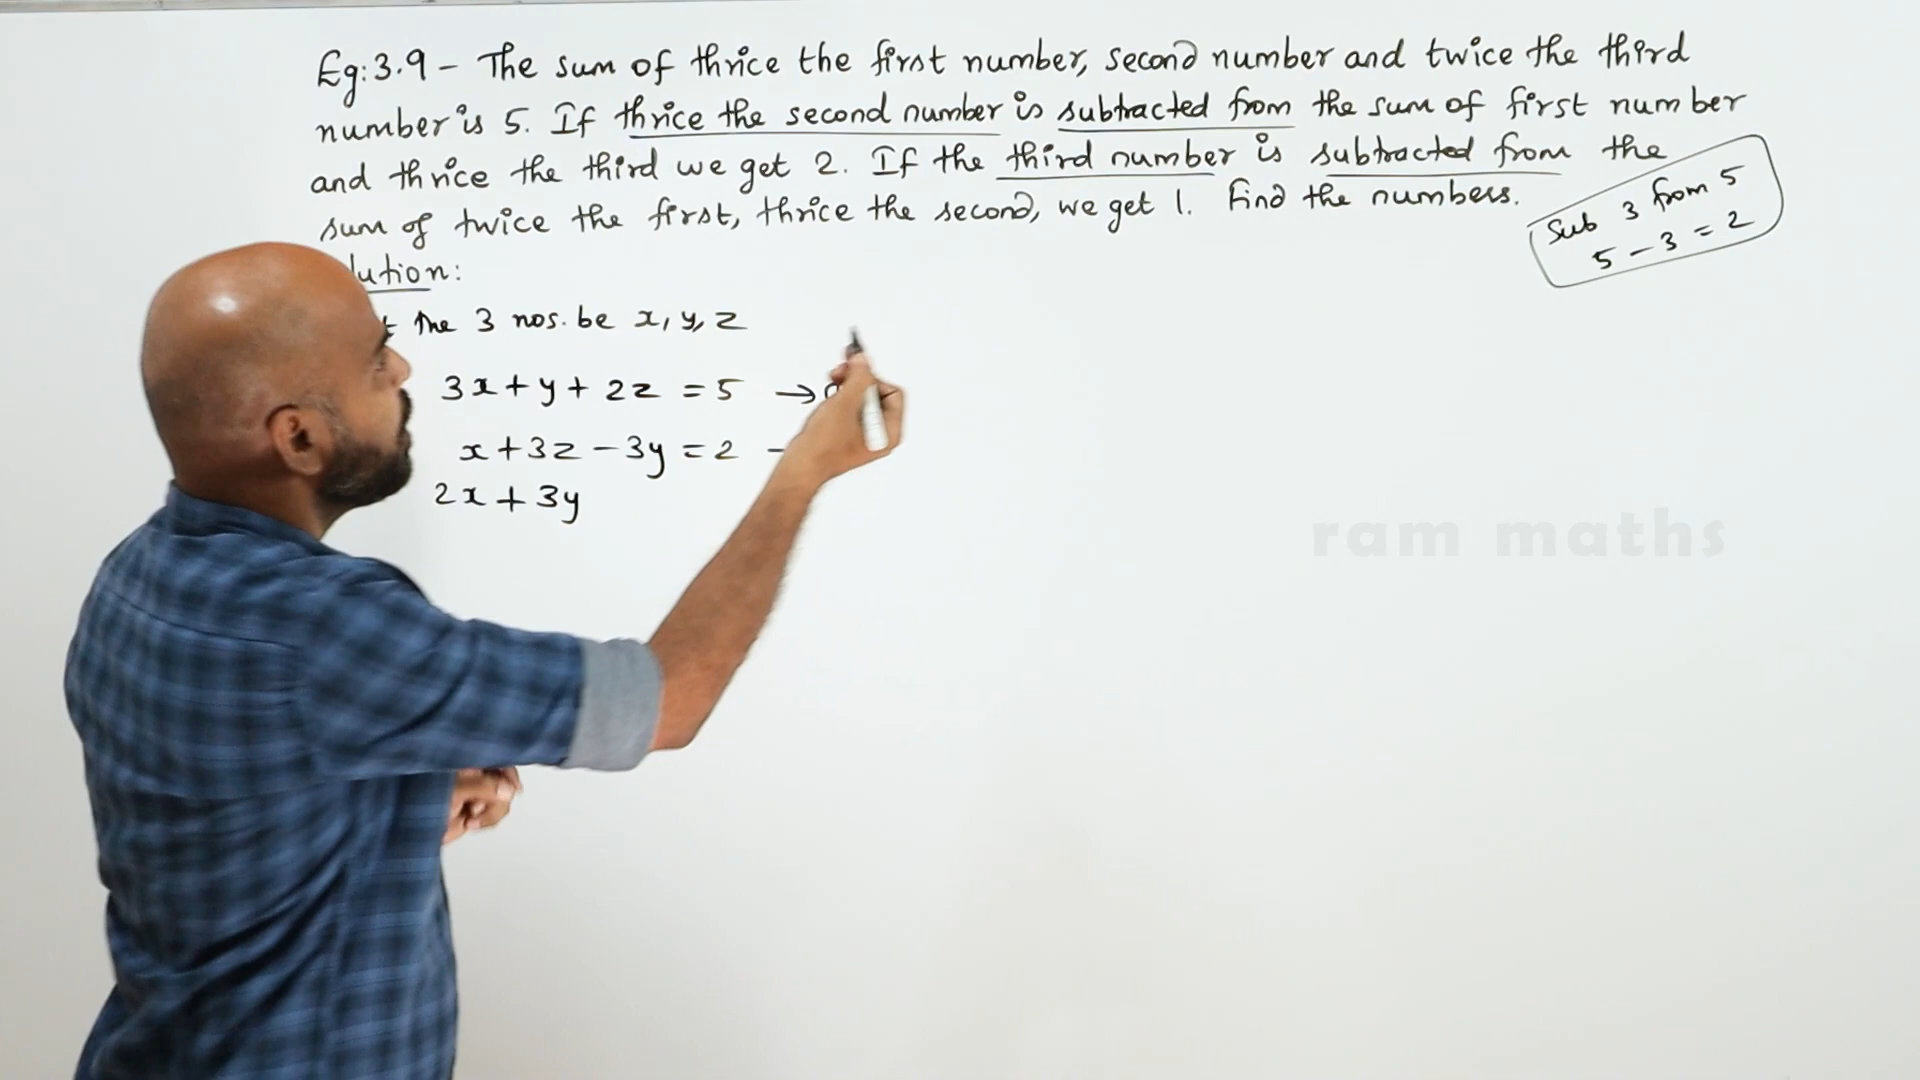 Eg:3.9 - The sum of thrice the first number, second number and twice the third
number is 5. If thrice the second number is subtracted from the sum of first number
and thrice the third we get 2. If the third number is subtracted from the
sum of twice the first, thrice the second, we get 1. Find the numbers.
Sub 3 from 5
5 - 3 = 2
lution:
the 3 nos. be x, y, z
3x + y + 2z = 5 →
x + 3z - 3y = 2 -
2x + 3y
ram maths